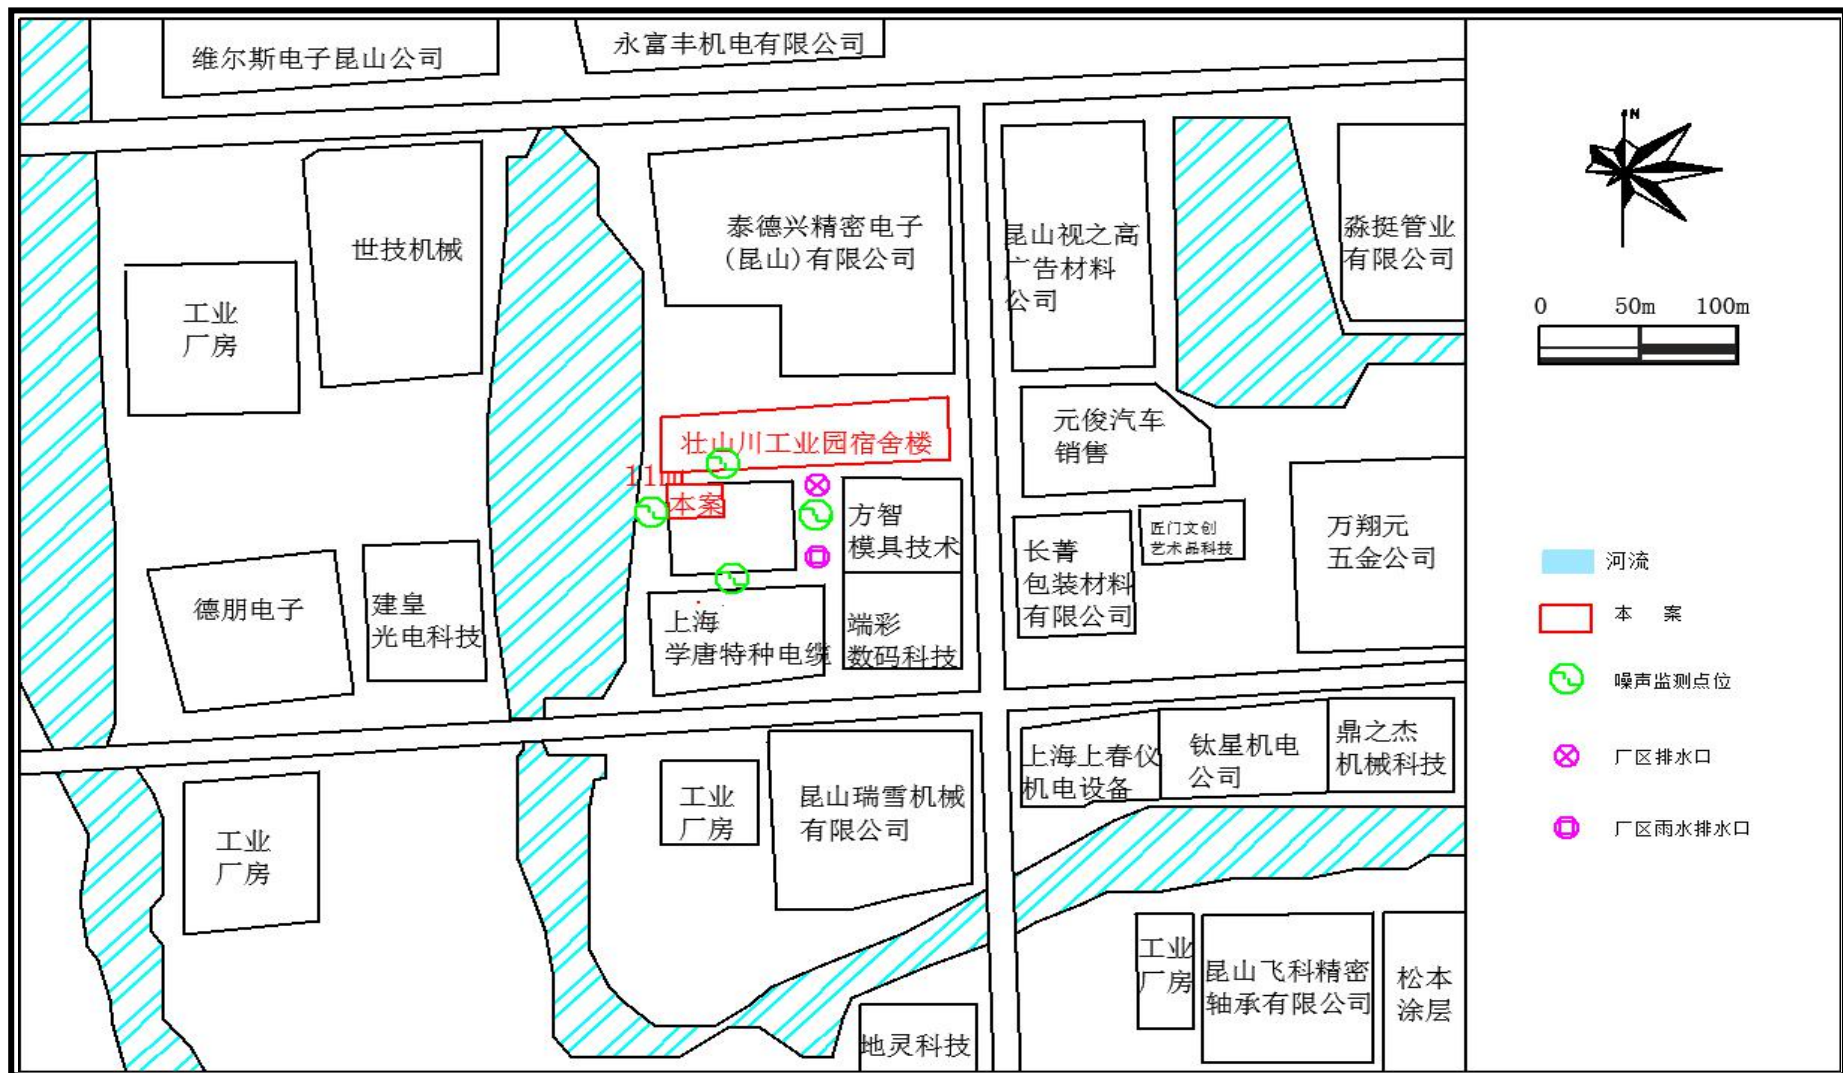 维尔斯电子昆山公司
永富丰机电有限公司
N
世技机械
工业
厂房
泰德兴精密电子
(昆山)有限公司
昆山视之高
广告材料
公司
淼挺管业
有限公司
0 50m 100m
壮山川工业园宿舍楼
11m
本案
元俊汽车
销售
方智
模具技术
长菁
包装材料
有限公司
匠门文创
艺术品科技
万翔元
五金公司
德朋电子
建皇
光电科技
上海
学唐特种电缆
端彩
数码科技
河流
本 案
噪声监测点位
厂区排水口
厂区雨水排水口
工业
厂房
工业
厂房
昆山瑞雪机械
有限公司
上海上春仪
机电设备
钛星机电
公司
鼎之杰
机械科技
地灵科技
工业
厂房
昆山飞科精密
轴承有限公司
松本
涂层